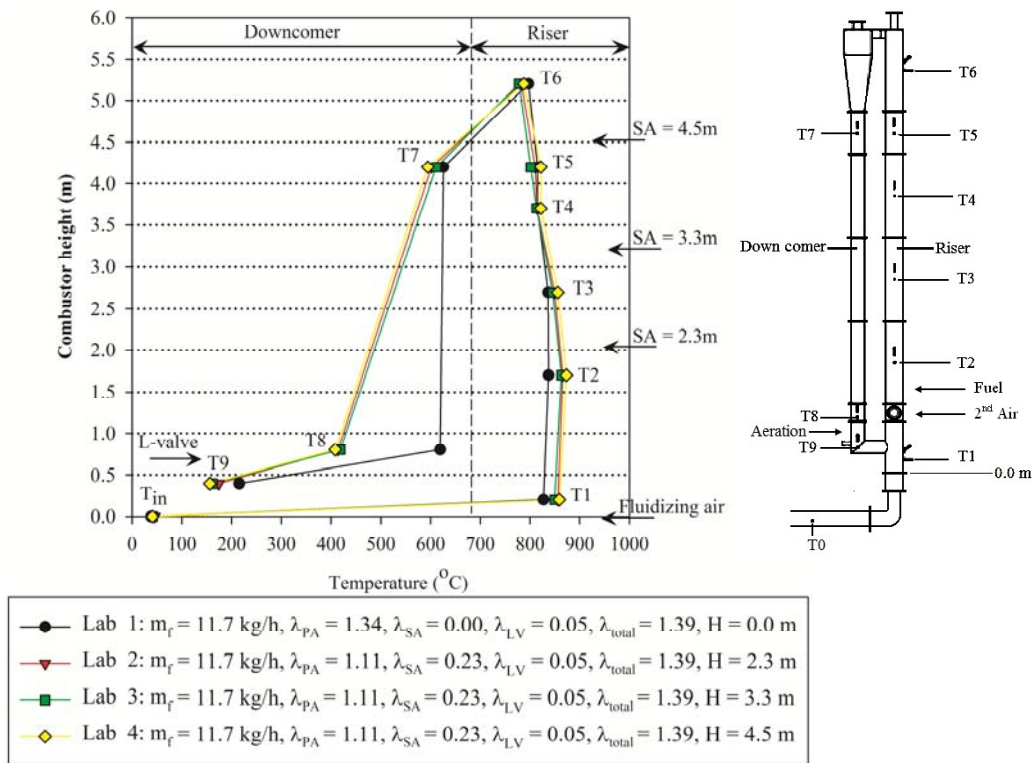 Downcomer
Riser
6.0
5.5
5.0
4.5
4.0
3.5
3.0
2.5
2.0
1.5
1.0
0.5
0.0
Combustor height (m)
T6
T7
T5
T4
T3
T2
T8
T9
T1
Tin
L-valve
SA = 4.5m
SA = 3.3m
SA = 2.3m
Fluidizing air
0 100 200 300 400 500 600 700 800 900 1000
Temperature (°C)
T6
T7
T5
T4
Down comer
Riser
T3
T2
Fuel
T8
2nd Air
Aeration
T9
T1
0.0 m
T0
Lab 1: mf = 11.7 kg/h, λPA = 1.34, λSA = 0.00, λLV = 0.05, λtotal = 1.39, H = 0.0 m
Lab 2: mf = 11.7 kg/h, λPA = 1.11, λSA = 0.23, λLV = 0.05, λtotal = 1.39, H = 2.3 m
Lab 3: mf = 11.7 kg/h, λPA = 1.11, λSA = 0.23, λLV = 0.05, λtotal = 1.39, H = 3.3 m
Lab 4: mf = 11.7 kg/h, λPA = 1.11, λSA = 0.23, λLV = 0.05, λtotal = 1.39, H = 4.5 m